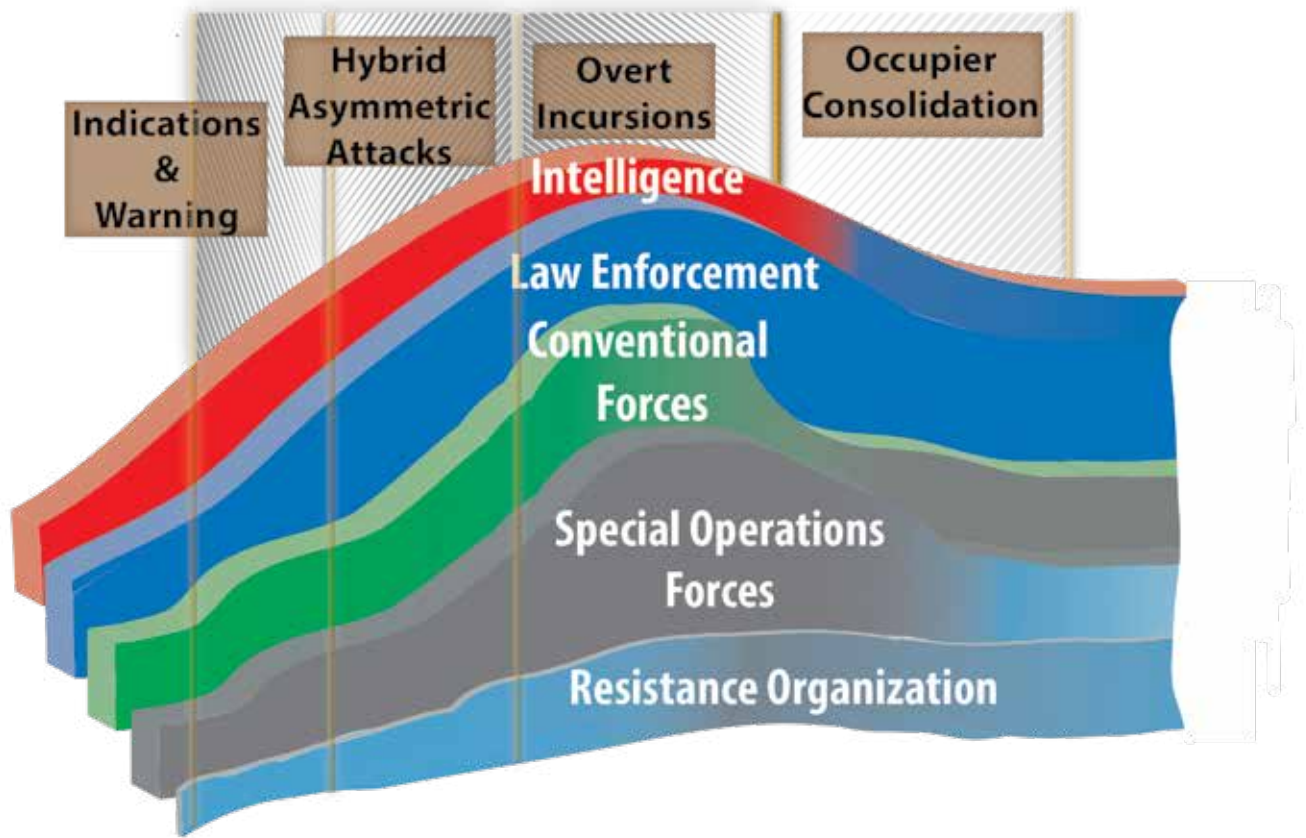 Indications
&
Warning
Hybrid
Asymmetric
Attacks
Overt
Incursions
Occupier
Consolidation
Intelligence
Law Enforcement
Conventional
Forces
Special Operations
Forces
Resistance Organization